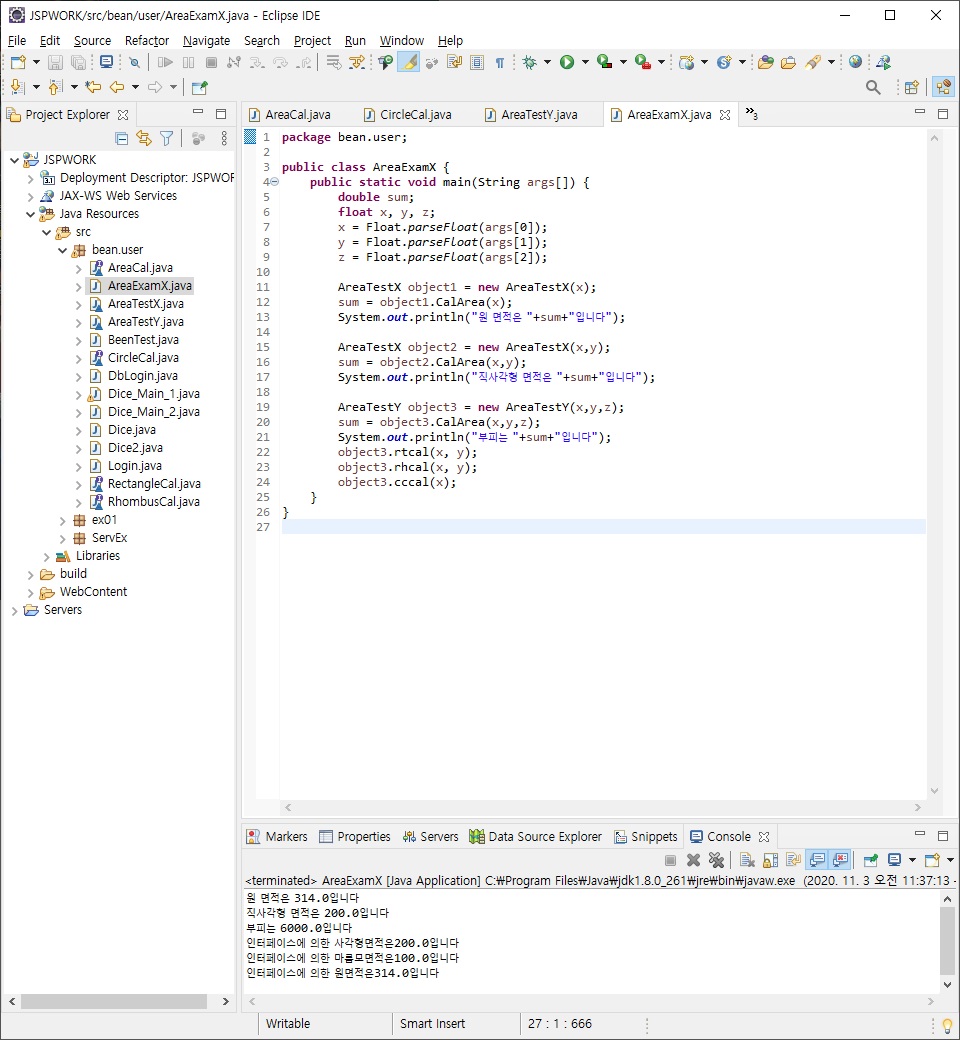 JSPWORK/src/bean/user/AreaExamX.java - Eclipse IDE
File Edit Source Refactor Navigate Search Project Run Window Help
Project Explorer
JSPWORK
Deployment Descriptor: JSPWOR
JAX-WS Web Services
Java Resources
src
bean.user
AreaCal.java
AreaExamX.java
AreaTestX.java
AreaTestY.java
BeenTest.java
CircleCal.java
DbLogin.java
Dice_Main_1.java
Dice_Main_2.java
Dice.java
Dice2.java
Login.java
RectangleCal.java
RhombusCal.java
ex01
ServEx
Libraries
build
WebContent
Servers
AreaCal.java CircleCal.java AreaTestY.java AreaExamX.java 3
1 package bean.user;
2
3 public class AreaExamX {
4 public static void main(String args[]) {
5 double sum;
6 float x, y, z;
7 x = Float.parseFloat(args[0]);
8 y = Float.parseFloat(args[1]);
9 z = Float.parseFloat(args[2]);
10
11 AreaTestX object1 = new AreaTestX(x);
12 sum = object1.CalArea(x);
13 System.out.println("원 면적은 "+sum+"입니다");
14
15 AreaTestX object2 = new AreaTestX(x,y);
16 sum = object2.CalArea(x,y);
17 System.out.println("직사각형 면적은 "+sum+"입니다");
18
19 AreaTestY object3 = new AreaTestY(x,y,z);
20 sum = object3.CalArea(x,y,z);
21 System.out.println("부피는 "+sum+"입니다");
22 object3.rtcal(x, y);
23 object3.rhcal(x, y);
24 object3.cccal(x);
25 }
26 }
27
Markers Properties Servers Data Source Explorer Snippets Console
<terminated> AreaExamX [Java Application] C:₩Program Files₩Java₩jdk1.8.0_261₩jre₩bin₩javaw.exe (2020. 11. 3 오전 11:37:13 -
원 면적은 314.0입니다
직사각형 면적은 200.0입니다
부피는 6000.0입니다
인터페이스에 의한 사각형면적은200.0입니다
인터페이스에 의한 마름모면적은100.0입니다
인터페이스에 의한 원면적은314.0입니다
Writable Smart Insert 27 : 1 : 666